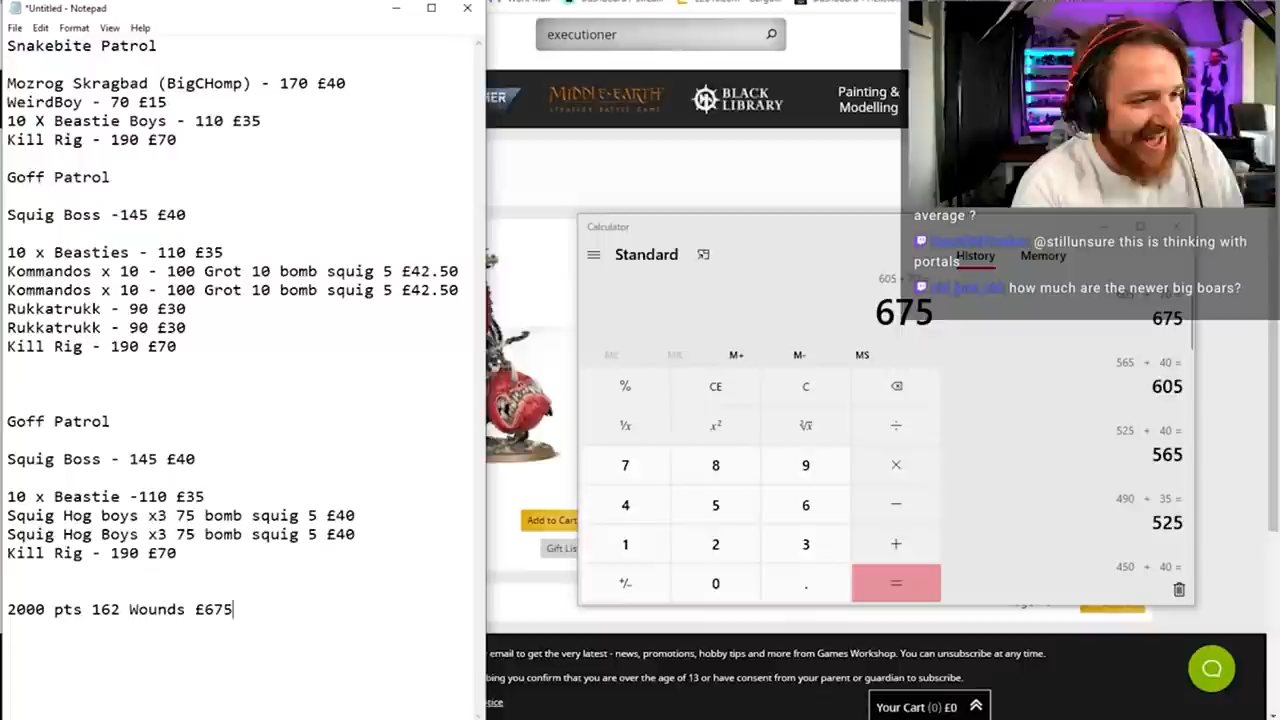 *Untitled - Notepad
File Edit Format View Help
Snakebite Patrol
Mozrog Skragbad (BigCHomp) - 170 £40
WeirdBoy - 70 £15
10 X Beastie Boys - 110 £35
Kill Rig - 190 £70
Goff Patrol
Squig Boss -145 £40
10 x Beasties - 110 £35
Kommandos x 10 - 100 Grot 10 bomb squig 5 £42.50
Kommandos x 10 - 100 Grot 10 bomb squig 5 £42.50
Rukkatrukk - 90 £30
Rukkatrukk - 90 £30
Kill Rig - 190 £70
Goff Patrol
Squig Boss - 145 £40
10 x Beastie -110 £35
Squig Hog boys x3 75 bomb squig 5 £40
Squig Hog Boys x3 75 bomb squig 5 £40
Kill Rig - 190 £70
2000 pts 162 Wounds £675
executioner
MIDDLE-EARTH
STRATEGY BATTLE GAME
BLACK
LIBRARY
Painting &
Modelling
Add to Cart
Gift Lis
Calculator
Standard
605
675
M+
M-
MS
%
CE
C
¹/x
x²
²√x
÷
7
8
9
×
4
5
6
−
1
2
3
+
+/−
0
.
=
History
Memory
675
565 + 40 =
605
525 + 40 =
565
490 + 35 =
525
450 + 40 =
average ?
@stillunsure this is thinking with
portals
how much are the newer big boars?
email to get the very latest - news, promotions, hobby tips and more from Games Workshop. You can unsubscribe at any time.
bing you confirm that you are over the age of 13 or have consent from your parent or guardian to subscribe.
otice
Your Cart (0) £0